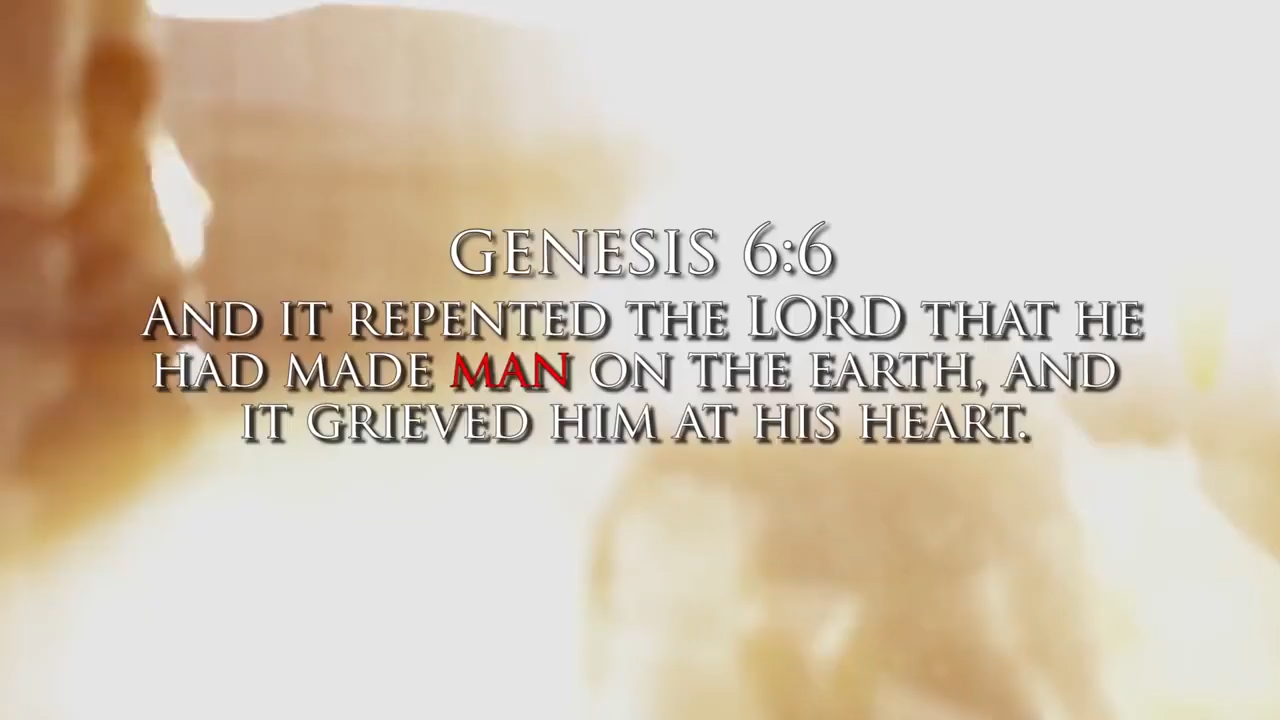 GENESIS 6:6
AND IT REPENTED THE LORD THAT HE
HAD MADE MAN ON THE EARTH, AND
IT GRIEVED HIM AT HIS HEART.